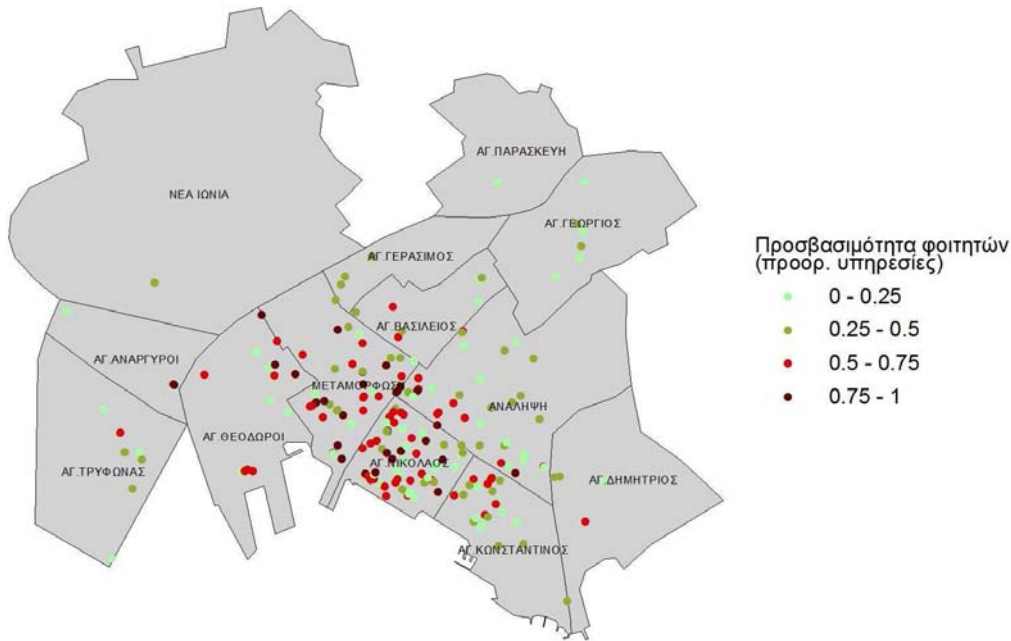 ΑΓ.ΠΑΡΑΣΚΕΥΗ
ΝΕΑ ΙΩΝΙΑ
ΑΓ.ΓΕΩΡΓΙΟΣ
ΑΓ.ΓΕΡΑΣΙΜΟΣ
ΑΓ.ΒΑΣΙΛΕΙΟΣ
ΑΓ.ΑΝΑΡΓΥΡΟΙ
ΜΕΤΑΜΟΡΦΩΣΗ
ΑΝΑΛΗΨΗ
ΑΓ.ΘΕΟΔΩΡΟΙ
ΑΓ.ΝΙΚΟΛΑΟΣ
ΑΓ.ΤΡΥΦΩΝΑΣ
ΑΓ.ΔΗΜΗΤΡΙΟΣ
ΑΓ.ΚΩΝΣΤΑΝΤΙΝΟΣ
Προσβασιμότητα φοιτητών
(προορ. υπηρεσίες)
0 - 0.25
0.25 - 0.5
0.5 - 0.75
0.75 - 1